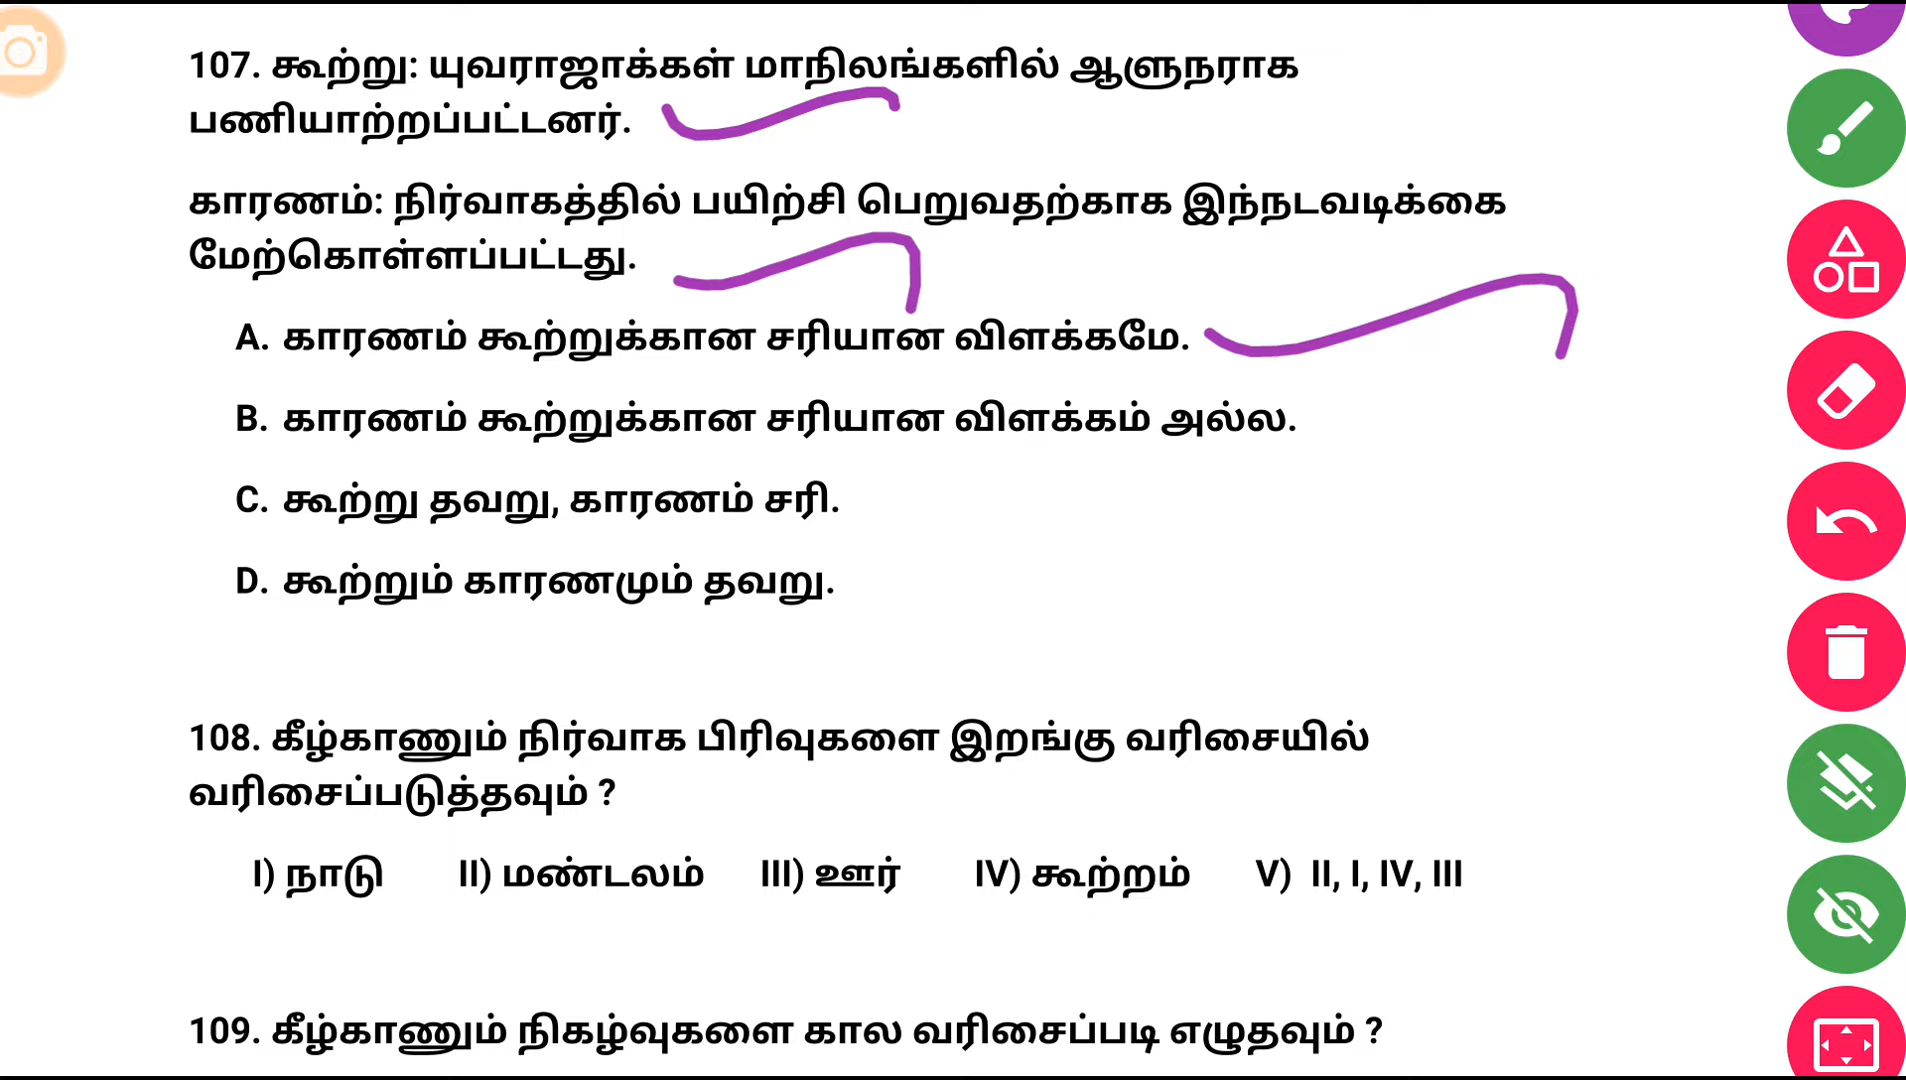 107. கூற்று: யுவராஜாக்கள் மாநிலங்களில் ஆளுநராக
பணியாற்றப்பட்டனர்.
காரணம்: நிர்வாகத்தில் பயிற்சி பெறுவதற்காக இந்நடவடிக்கை
மேற்கொள்ளப்பட்டது.
A. காரணம் கூற்றுக்கான சரியான விளக்கமே.
B. காரணம் கூற்றுக்கான சரியான விளக்கம் அல்ல.
C. கூற்று தவறு, காரணம் சரி.
D. கூற்றும் காரணமும் தவறு.
108. கீழ்காணும் நிர்வாக பிரிவுகளை இறங்கு வரிசையில்
வரிசைப்படுத்தவும் ?
I) நாடு II) மண்டலம் III) ஊர் IV) கூற்றம் V) II, I, IV, III
109. கீழ்காணும் நிகழ்வுகளை கால வரிசைப்படி எழுதவும் ?